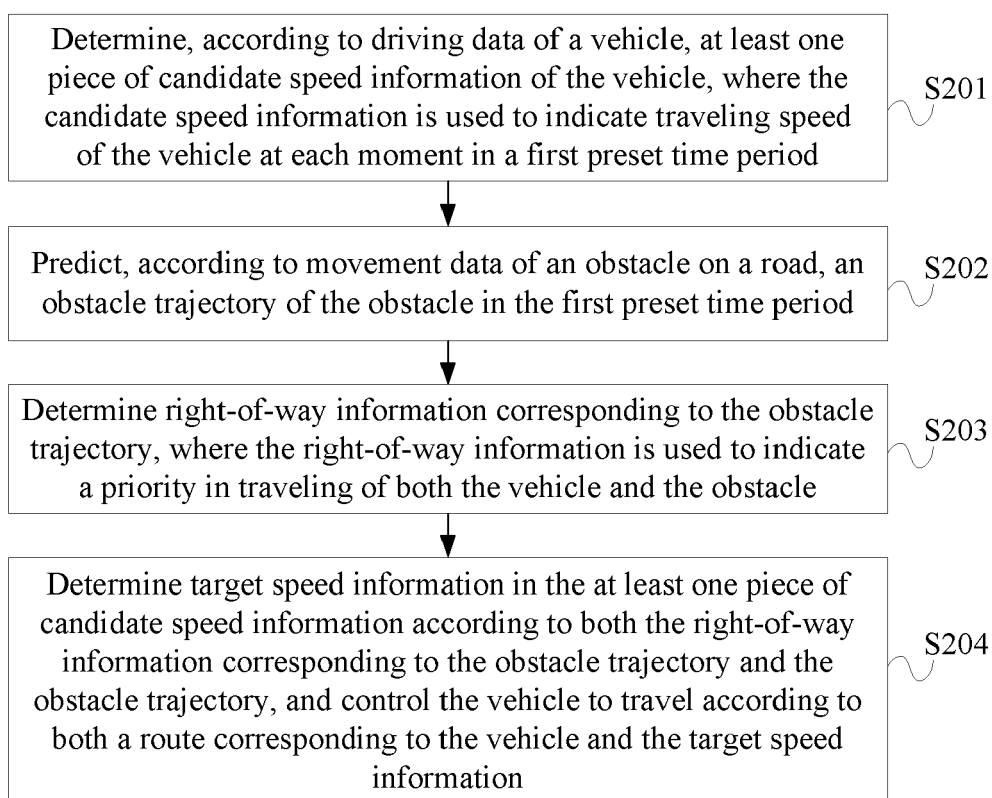 Determine, according to driving data of a vehicle, at least one
piece of candidate speed information of the vehicle, where the
candidate speed information is used to indicate traveling speed
of the vehicle at each moment in a first preset time period
S201
Predict, according to movement data of an obstacle on a road, an
obstacle trajectory of the obstacle in the first preset time period
S202
Determine right-of-way information corresponding to the obstacle
trajectory, where the right-of-way information is used to indicate
a priority in traveling of both the vehicle and the obstacle
S203
Determine target speed information in the at least one piece of
candidate speed information according to both the right-of-way
information corresponding to the obstacle trajectory and the
obstacle trajectory, and control the vehicle to travel according to
both a route corresponding to the vehicle and the target speed
information
S204